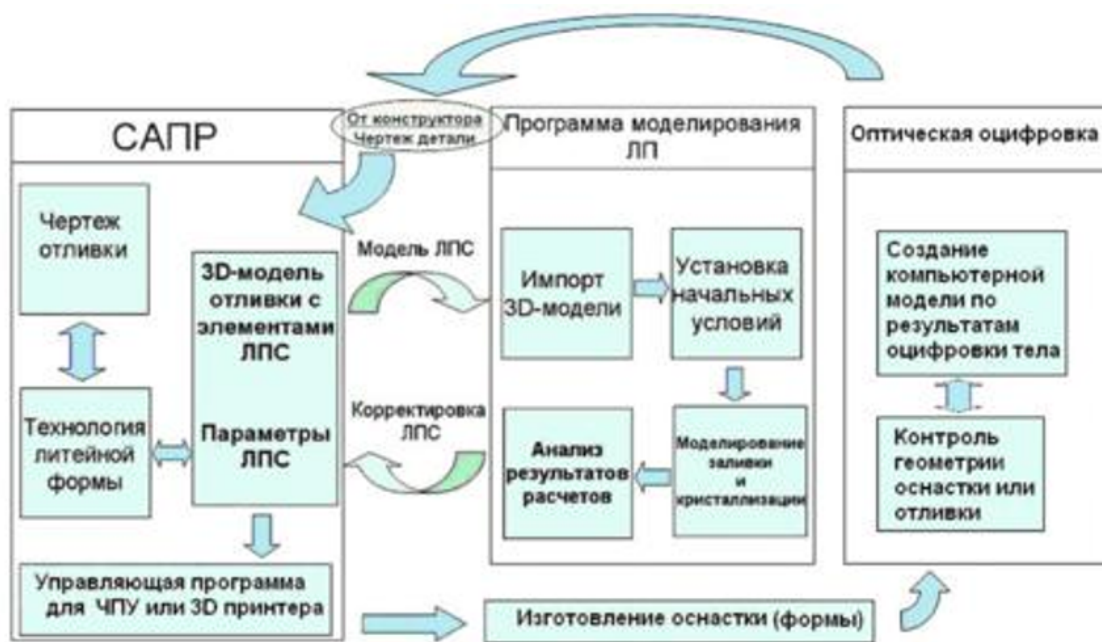 САПР
От конструктора
Чертеж детали
Программа моделирования
ЛП
Оптическая оцифровка
Чертеж
отливки
3D-модель
отливки с
элементами
ЛПС
Параметры
ЛПС
Технология
литейной
формы
Управляющая программа
для ЧПУ или 3D принтера
Модель ЛПС
Корректировка
ЛПС
Импорт
3D-модели
Установка
начальных
условий
Анализ
результатов
расчетов
Моделирование
заливки
и
кристаллизации
Создание
компьютерной
модели по
результатам
оцифровки тела
Контроль
геометрии
оснастки или
отливки
Изготовление оснастки (формы)